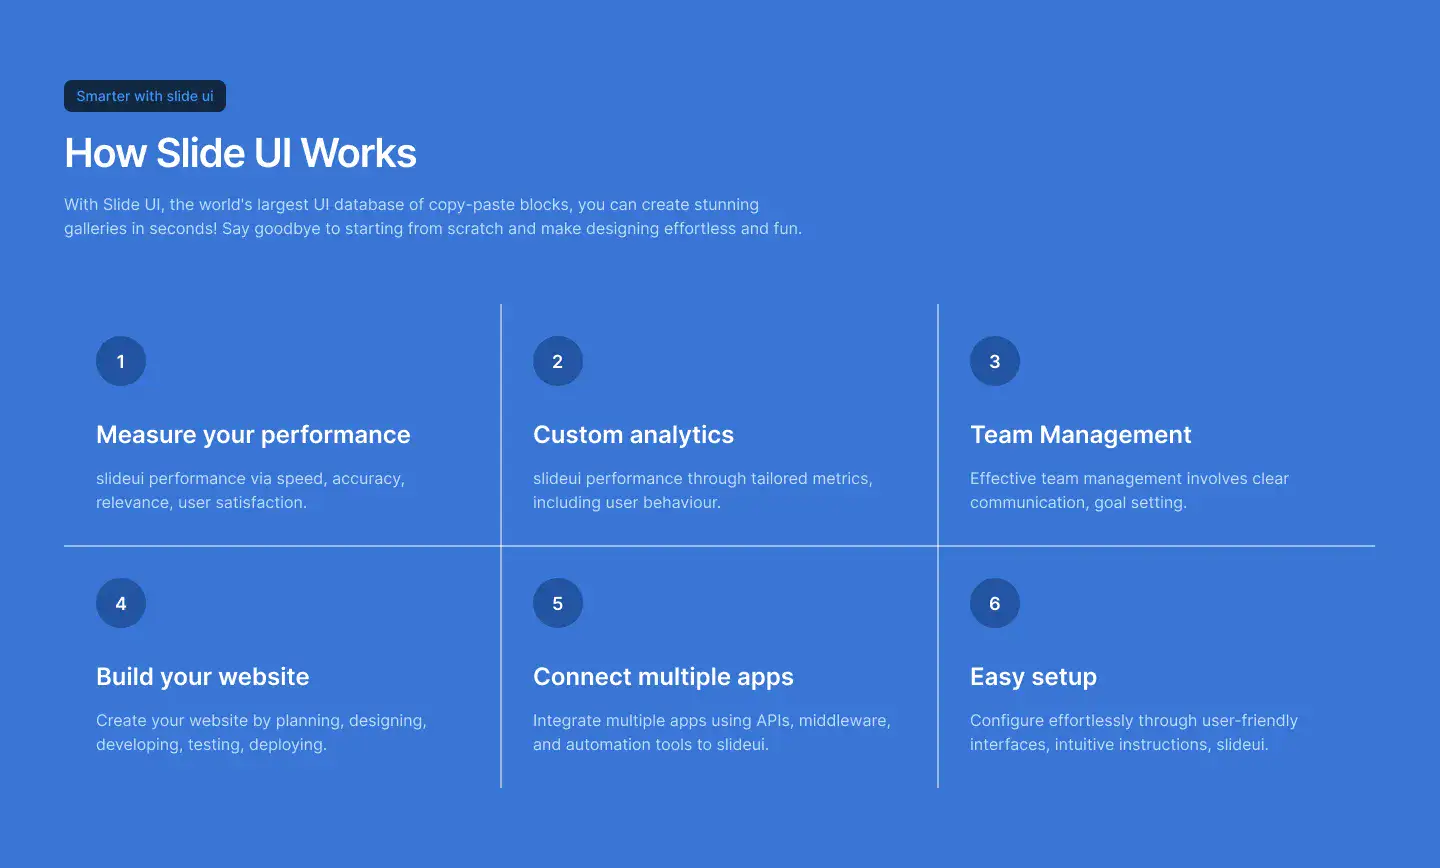 Smarter with slide ui
How Slide UI Works
With Slide UI, the world's largest UI database of copy-paste blocks, you can create stunning
galleries in seconds! Say goodbye to starting from scratch and make designing effortless and fun.
1
Measure your performance
slideui performance via speed, accuracy,
relevance, user satisfaction.
2
Custom analytics
slideui performance through tailored metrics,
including user behaviour.
3
Team Management
Effective team management involves clear
communication, goal setting.
4
Build your website
Create your website by planning, designing,
developing, testing, deploying.
5
Connect multiple apps
Integrate multiple apps using APIs, middleware,
and automation tools to slideui.
6
Easy setup
Configure effortlessly through user-friendly
interfaces, intuitive instructions, slideui.